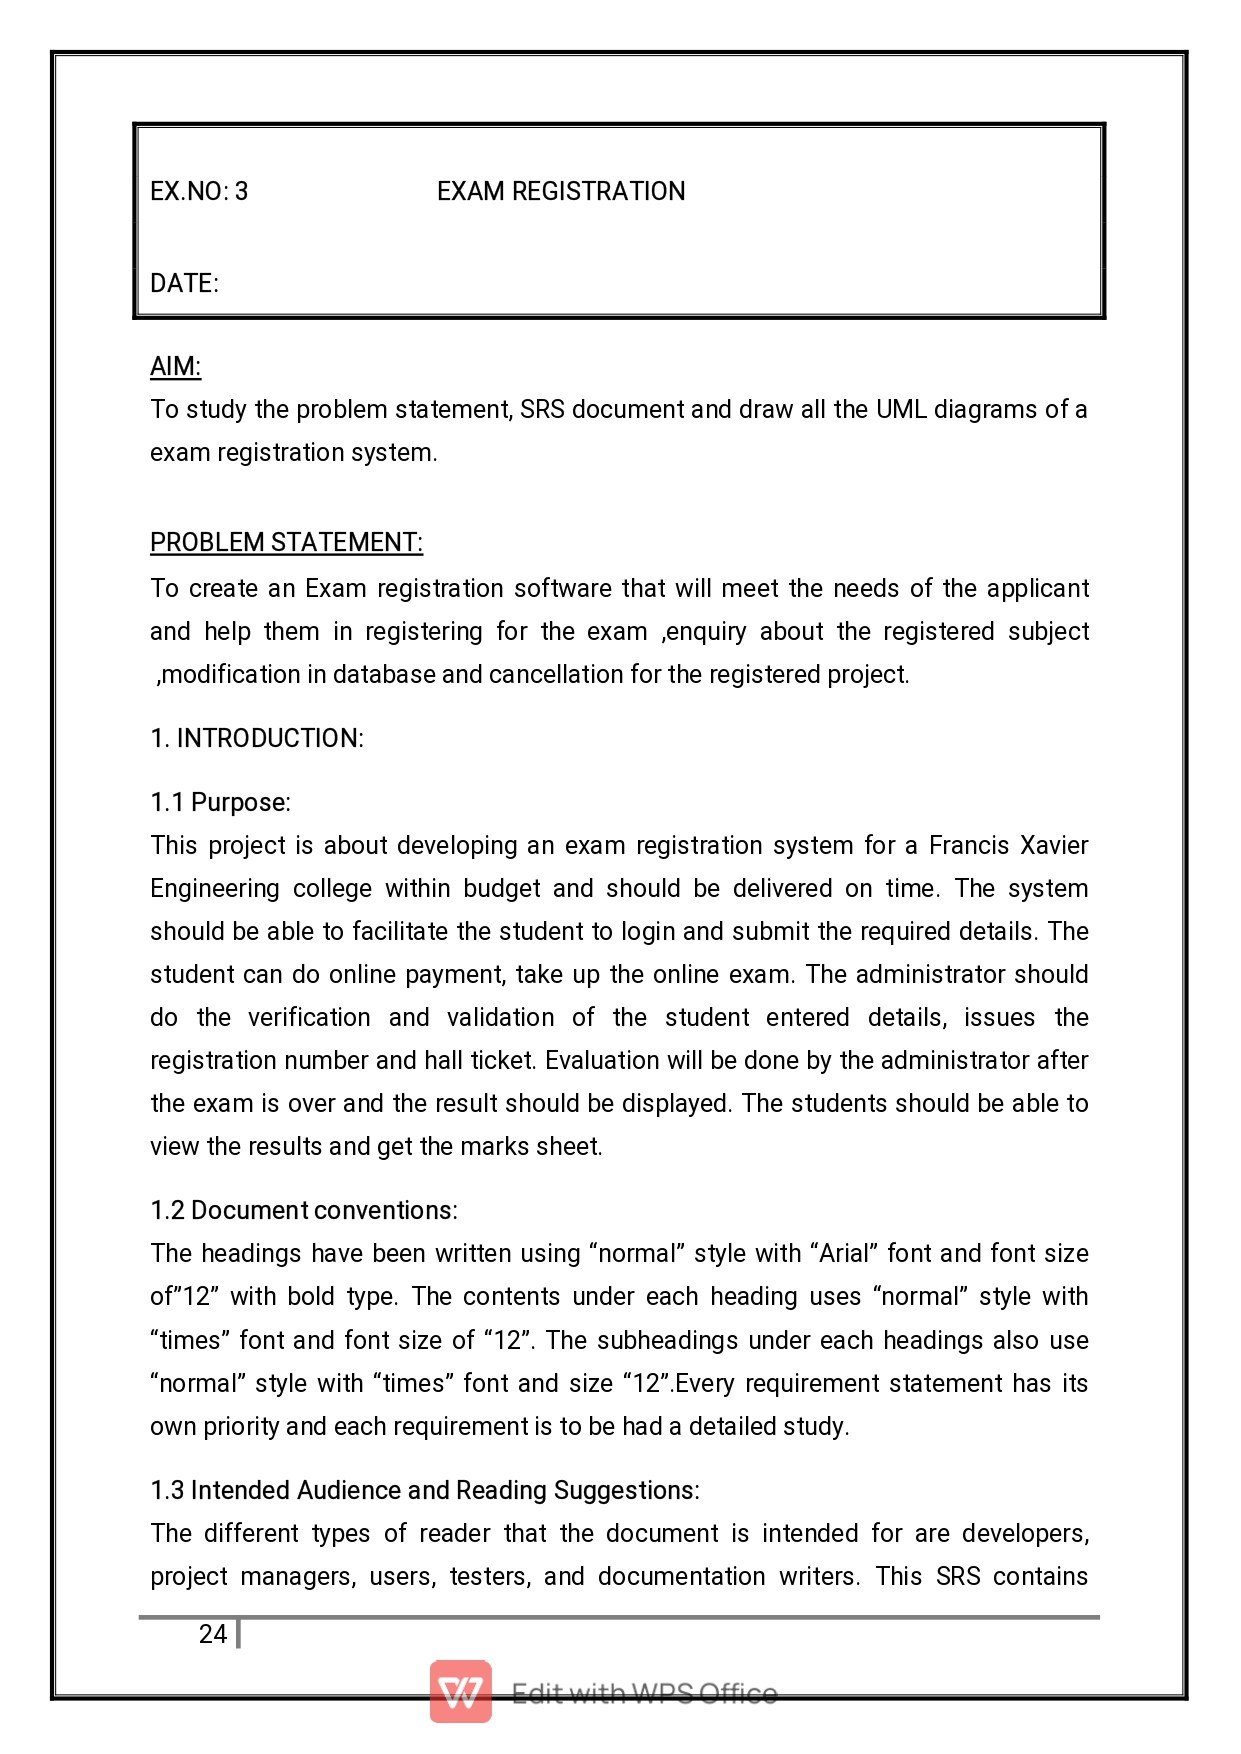 EX.NO: 3 EXAM REGISTRATION
DATE:
AIM:
To study the problem statement, SRS document and draw all the UML diagrams of a
exam registration system.
PROBLEM STATEMENT:
To create an Exam registration software that will meet the needs of the applicant
and help them in registering for the exam ,enquiry about the registered subject
,modification in database and cancellation for the registered project.
1. INTRODUCTION:
1.1 Purpose:
This project is about developing an exam registration system for a Francis Xavier
Engineering college within budget and should be delivered on time. The system
should be able to facilitate the student to login and submit the required details. The
student can do online payment, take up the online exam. The administrator should
do the verification and validation of the student entered details, issues the
registration number and hall ticket. Evaluation will be done by the administrator after
the exam is over and the result should be displayed. The students should be able to
view the results and get the marks sheet.
1.2 Document conventions:
The headings have been written using “normal” style with “Arial” font and font size
of”12” with bold type. The contents under each heading uses “normal” style with
“times” font and font size of “12”. The subheadings under each headings also use
“normal” style with “times” font and size “12”.Every requirement statement has its
own priority and each requirement is to be had a detailed study.
1.3 Intended Audience and Reading Suggestions:
The different types of reader that the document is intended for are developers,
project managers, users, testers, and documentation writers. This SRS contains
24
Edit with WPS Office